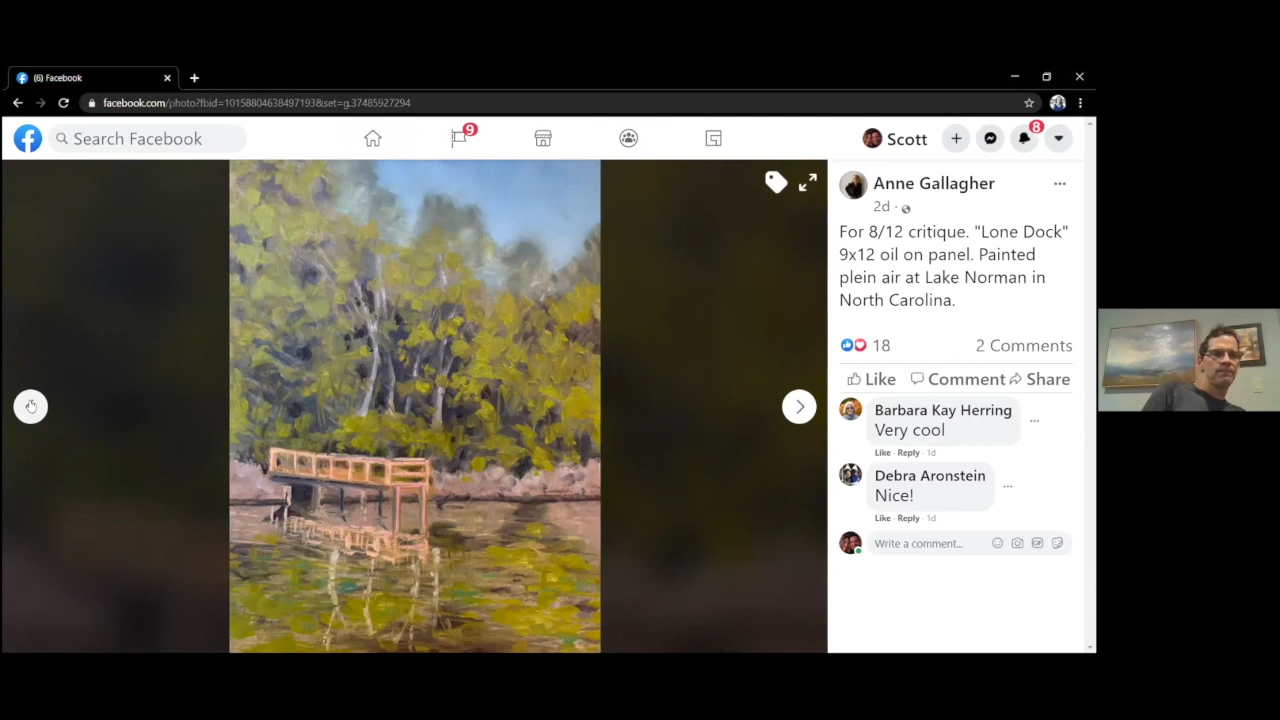 (6) Facebook
facebook.com/photo?fbid=10158804638497193&set=g.37485927294
Search Facebook
9
Scott
8
Anne Gallagher
2d
For 8/12 critique. "Lone Dock"
9x12 oil on panel. Painted
plein air at Lake Norman in
North Carolina.
18
2 Comments
Like
Comment
Share
Barbara Kay Herring
Very cool
Like · Reply · 1d
Debra Aronstein
Nice!
Like · Reply · 1d
Write a comment...